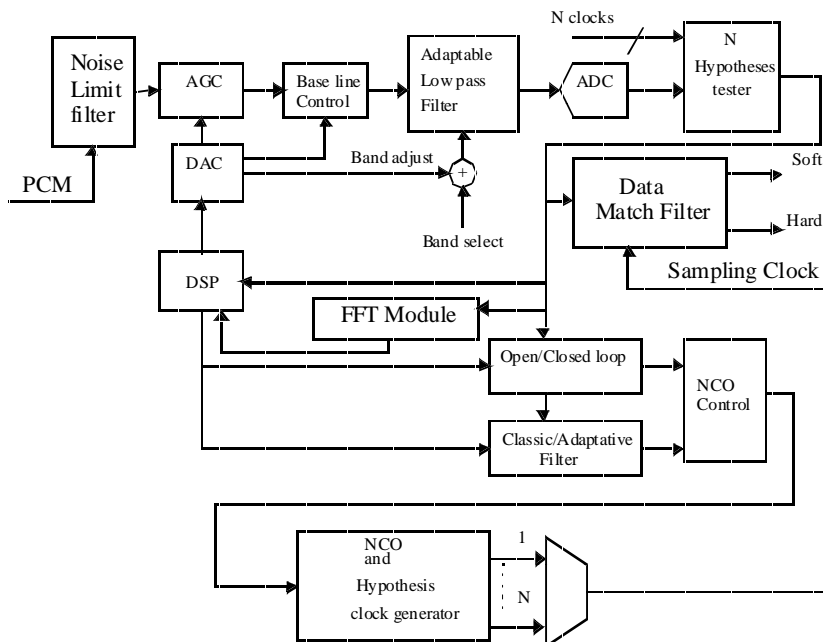 N clocks
Noise
Limit
filter
AGC
Base line
Control
Adaptable
Low pass
Filter
ADC
N
Hypotheses
tester
DAC
Band adjust
+
Soft
PCM
Data
Match Filter
Hard
Band select
Sampling Clock
DSP
FFT Module
Open/Closed loop
NCO
Control
Classic/Adaptative
Filter
NCO
and
Hypothesis
clock generator
1
N